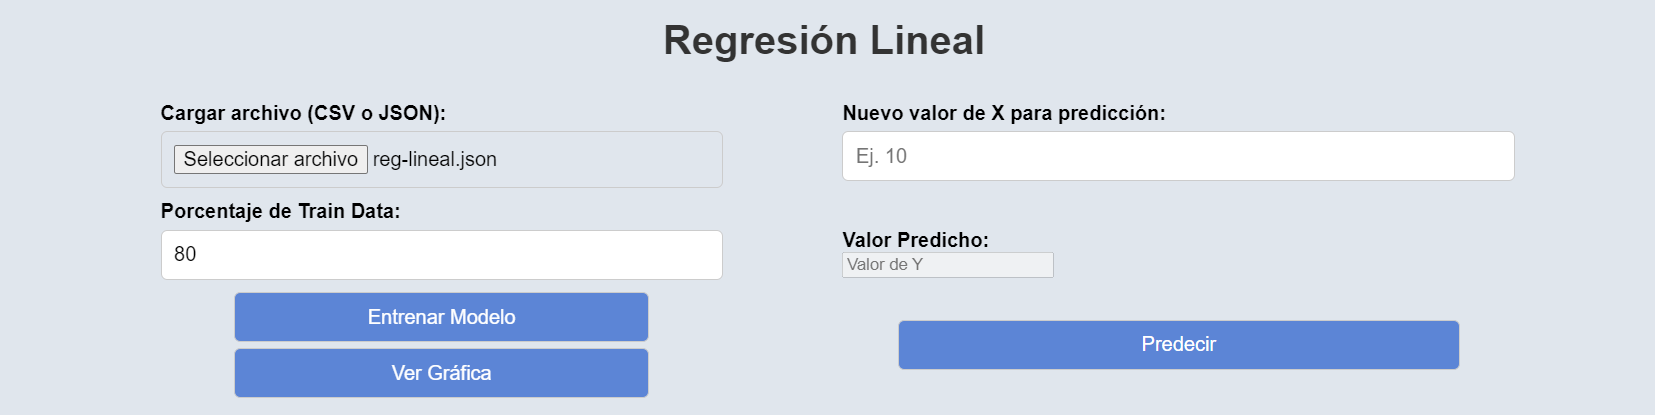 Regresión Lineal
Cargar archivo (CSV o JSON):
Seleccionar archivo reg-lineal.json
Porcentaje de Train Data:
80
Entrenar Modelo
Ver Gráfica
Nuevo valor de X para predicción:
Ej. 10
Valor Predicho:
Valor de Y
Predecir